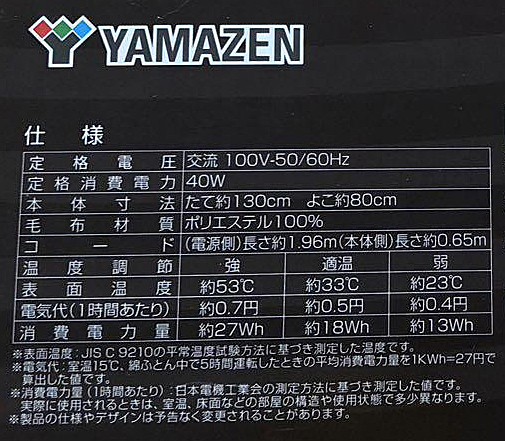 YAMAZEN
仕様
定格電圧 交流 100V-50/60Hz
定格消費電力 40W
本体寸法 たて約130cm よこ約80cm
毛布材質 ポリエステル100%
コード (電源側)長さ約1.96m(本体側)長さ約0.65m
温度調節 強 適温 弱
表面温度 約53℃ 約33℃ 約23℃
電気代(1時間あたり) 約0.7円 約0.5円 約0.4円
消費電力量 約27Wh 約18Wh 約13Wh
※表面温度:JIS C 9210の平常温度試験方法に基づき測定した温度です。
※電気代:室温15℃、綿ふとん中で5時間運転したときの平均消費電力量を1KWh=27円で
算出した値です。
※消費電力量(1時間あたり):日本電機工業会の測定方法に基づき測定した値です。
実際に使用されるときは、室温、床面などの部屋の構造や使用状態で多少異なります。
※製品の仕様やデザインは予告なく変更されることがあります。